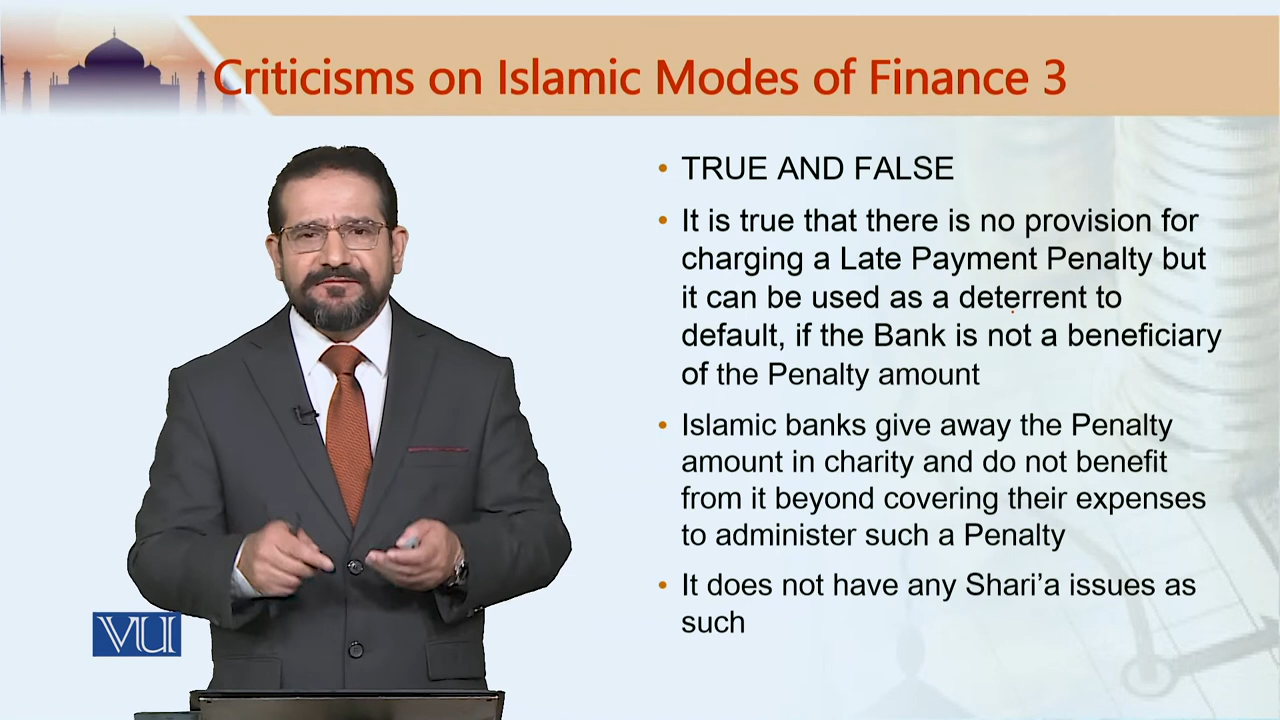 Criticisms on Islamic Modes of Finance 3
• TRUE AND FALSE
• It is true that there is no provision for
charging a Late Payment Penalty but
it can be used as a deterrent to
default, if the Bank is not a beneficiary
of the Penalty amount
• Islamic banks give away the Penalty
amount in charity and do not benefit
from it beyond covering their expenses
to administer such a Penalty
• It does not have any Shari’a issues as
such
VU